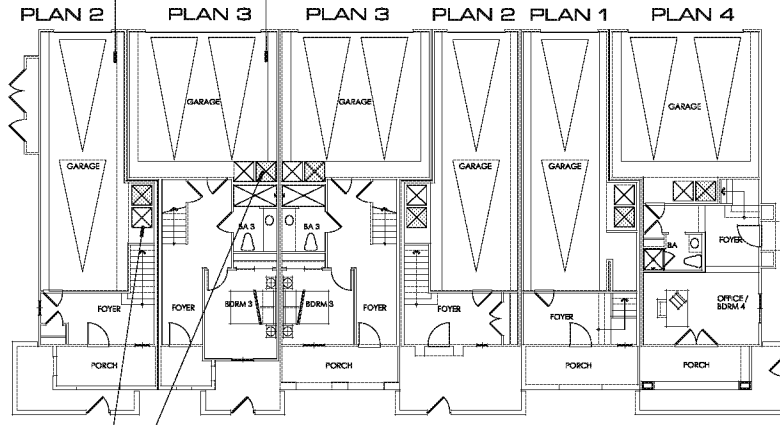 PLAN 2
PLAN 3
PLAN 3
PLAN 2
PLAN 1
PLAN 4
GARAGE
GARAGE
GARAGE
GARAGE
GARAGE
GARAGE
BA 3
BA 3
BA
FOYER
BDRM 3
BDRM 3
OFFICE /
BDRM 4
FOYER
FOYER
FOYER
FOYER
FOYER
PORCH
PORCH
PORCH
PORCH